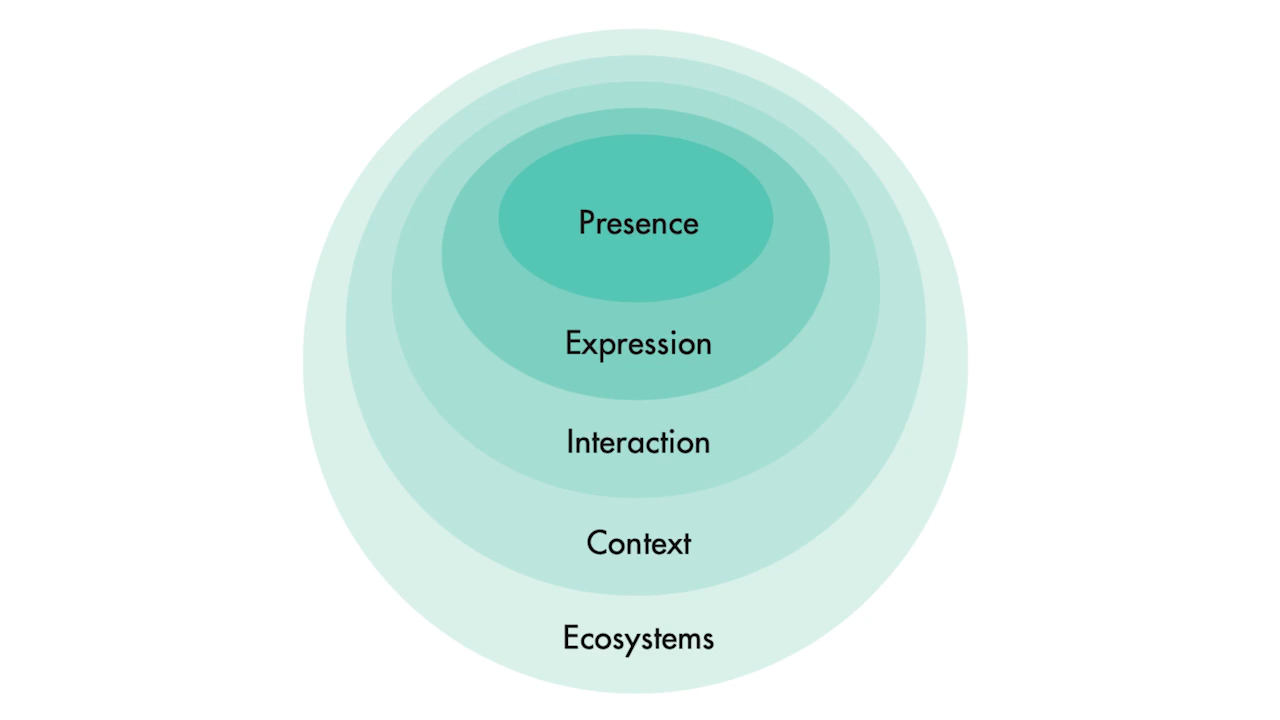 Presence
Expression
Interaction
Context
Ecosystems